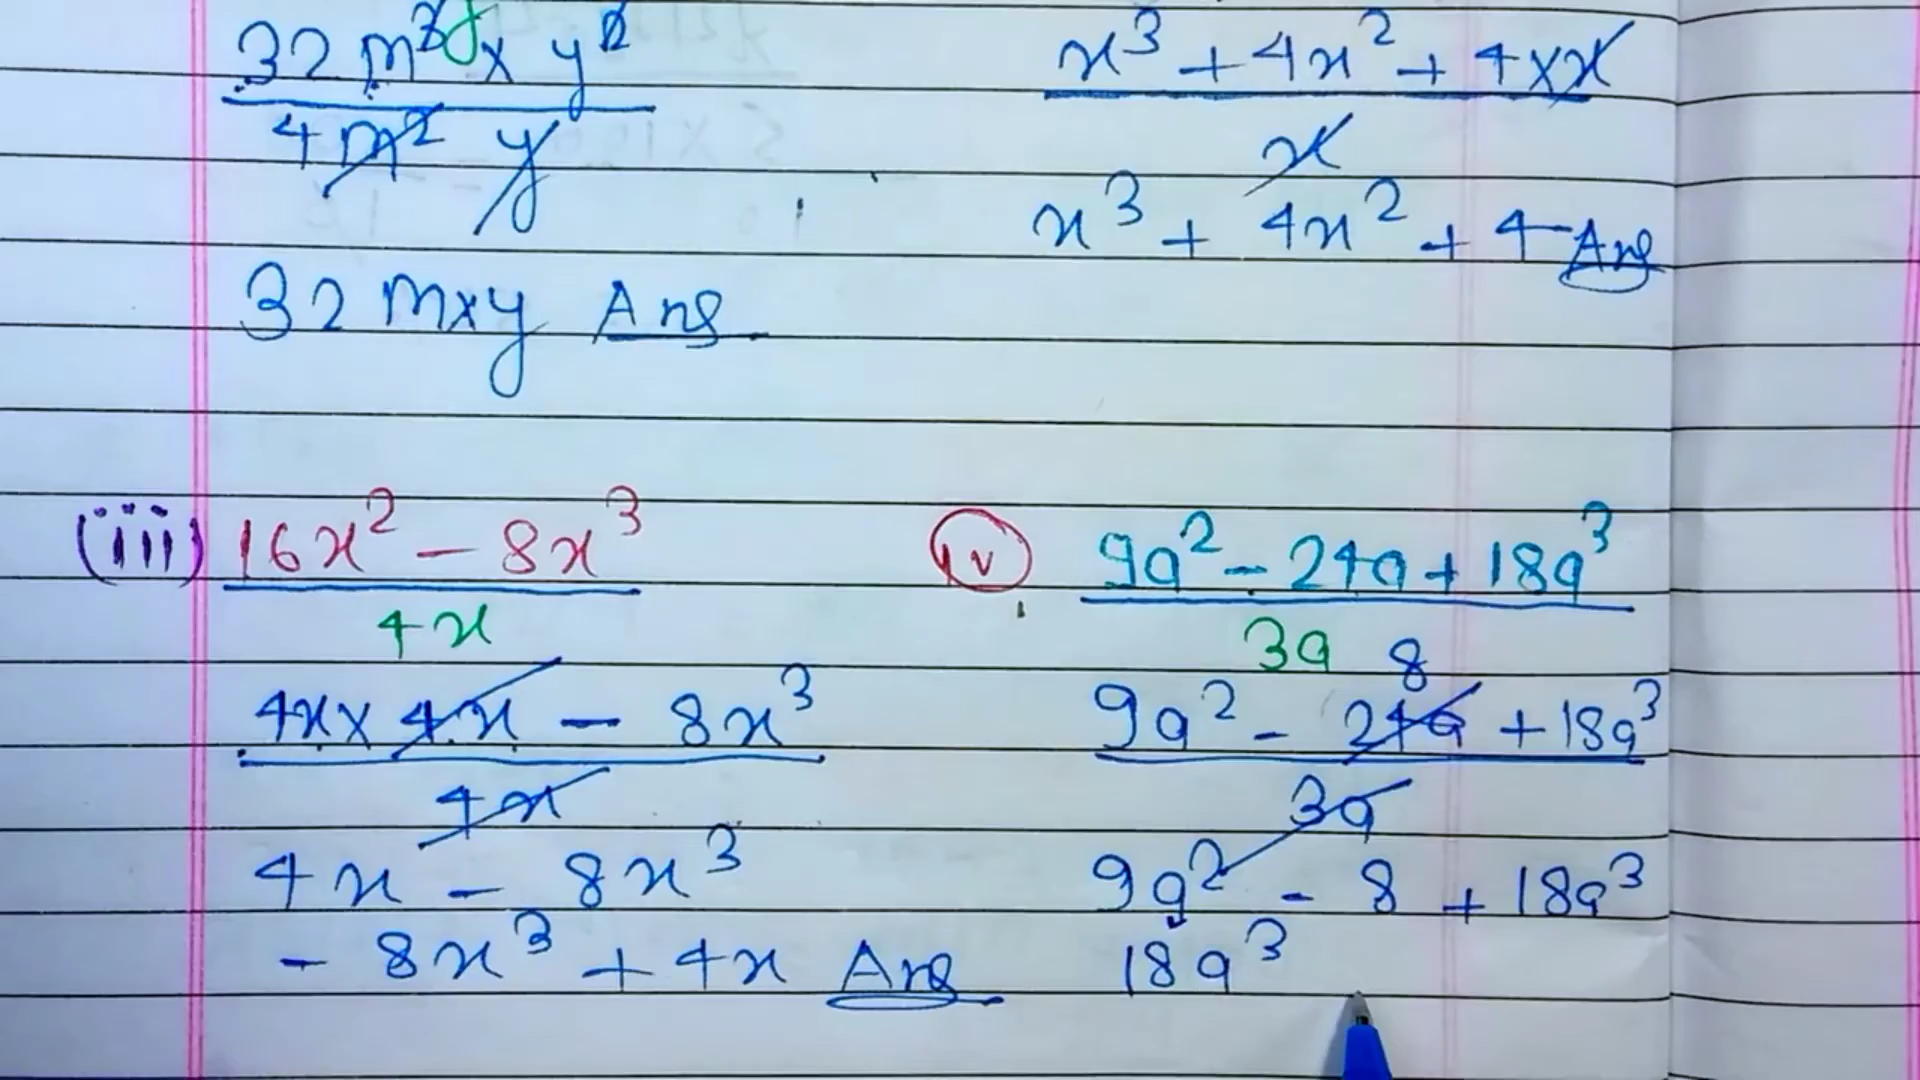 32 m³ x y²
4m² y
32 mxy Ans
x³ + 4x² + 4xx
x
x³ + 4x² + 4 Ans
(iii) 16x² - 8x³
4x
4x x 4x - 8x³
4x
4x - 8x³
- 8x³ + 4x Ans
iv 9a² - 24a + 18a³
3a
8
9a² - 24a + 18a³
3a
9a² - 8 + 18a³
18a³